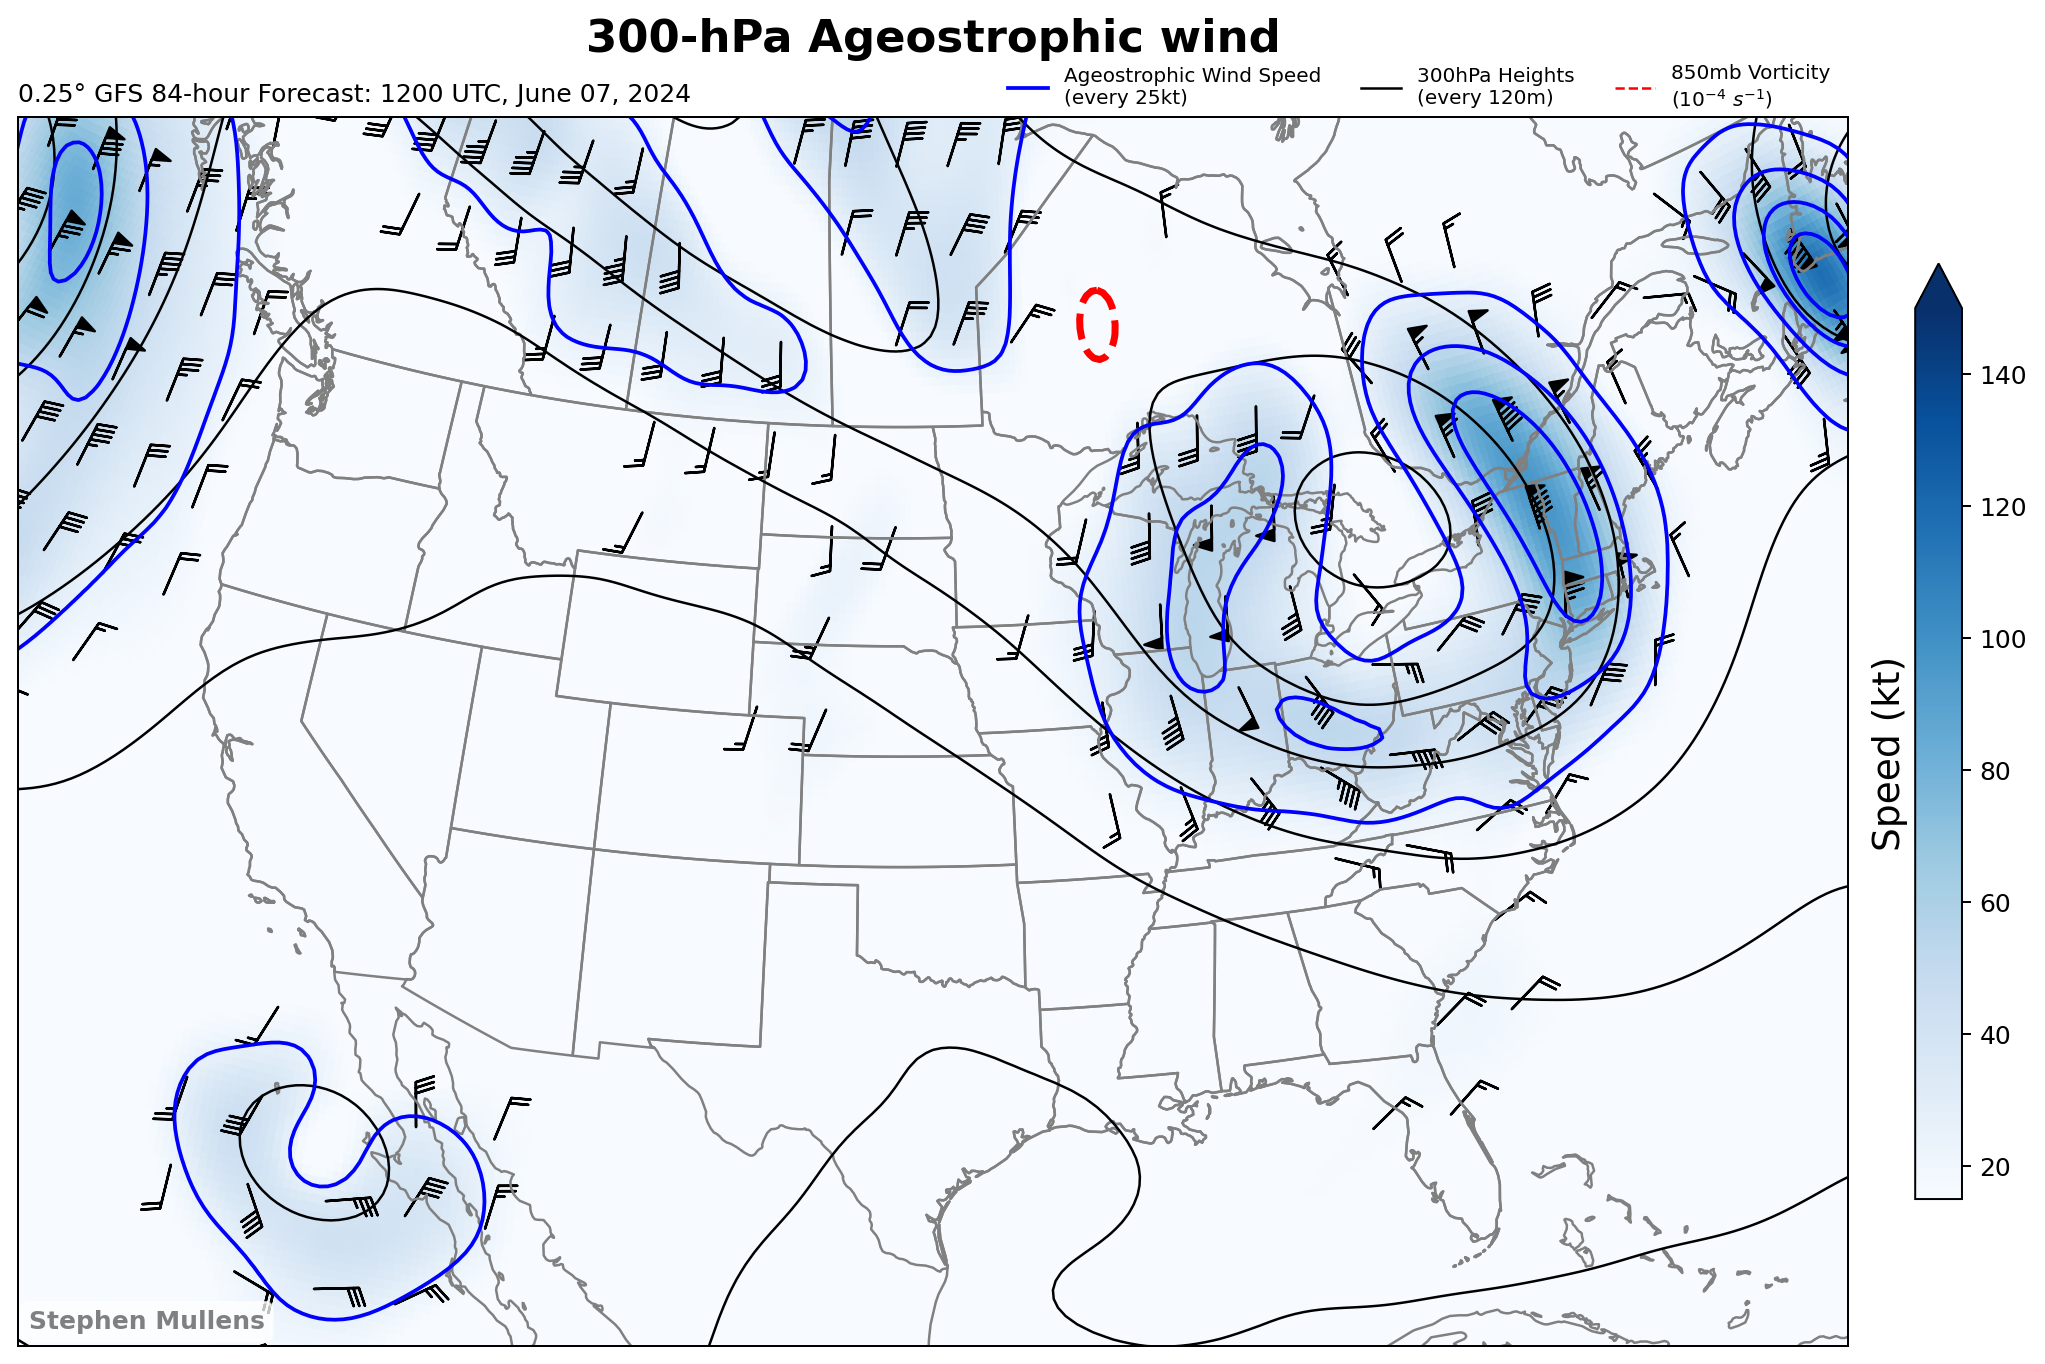 300-hPa Ageostrophic wind
0.25° GFS 84-hour Forecast: 1200 UTC, June 07, 2024
Ageostrophic Wind Speed
(every 25kt)
300hPa Heights
(every 120m)
850mb Vorticity
(10⁻⁴ s⁻¹)
140
120
100
80
60
40
20
Speed (kt)
Stephen Mullens